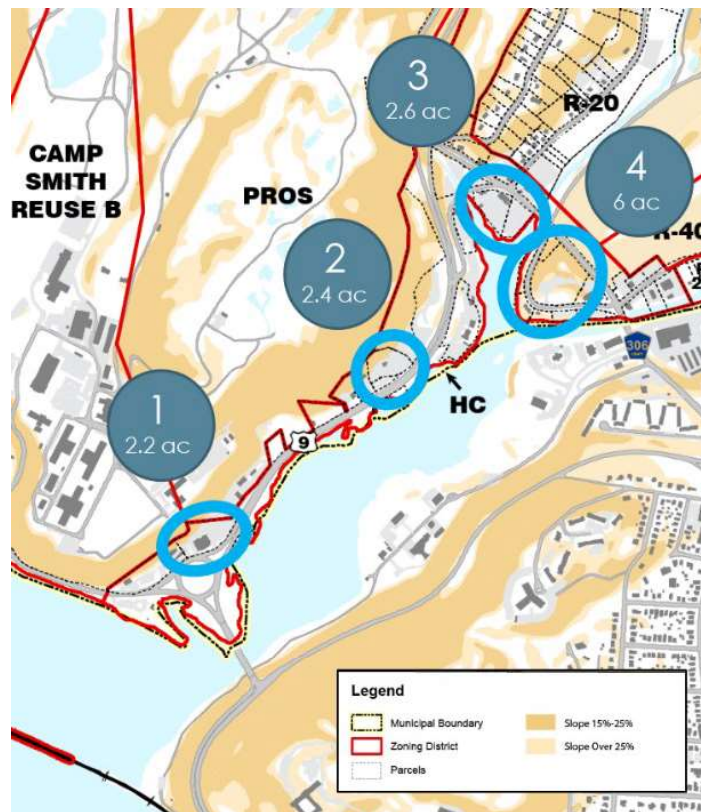 3
2.6 ac
R-20
4
6 ac
R-40
CAMP
SMITH
REUSE B
PROS
2
2.4 ac
306
HC
1
2.2 ac
9
Legend
Municipal Boundary
Zoning District
Parcels
Slope 15%-25%
Slope Over 25%